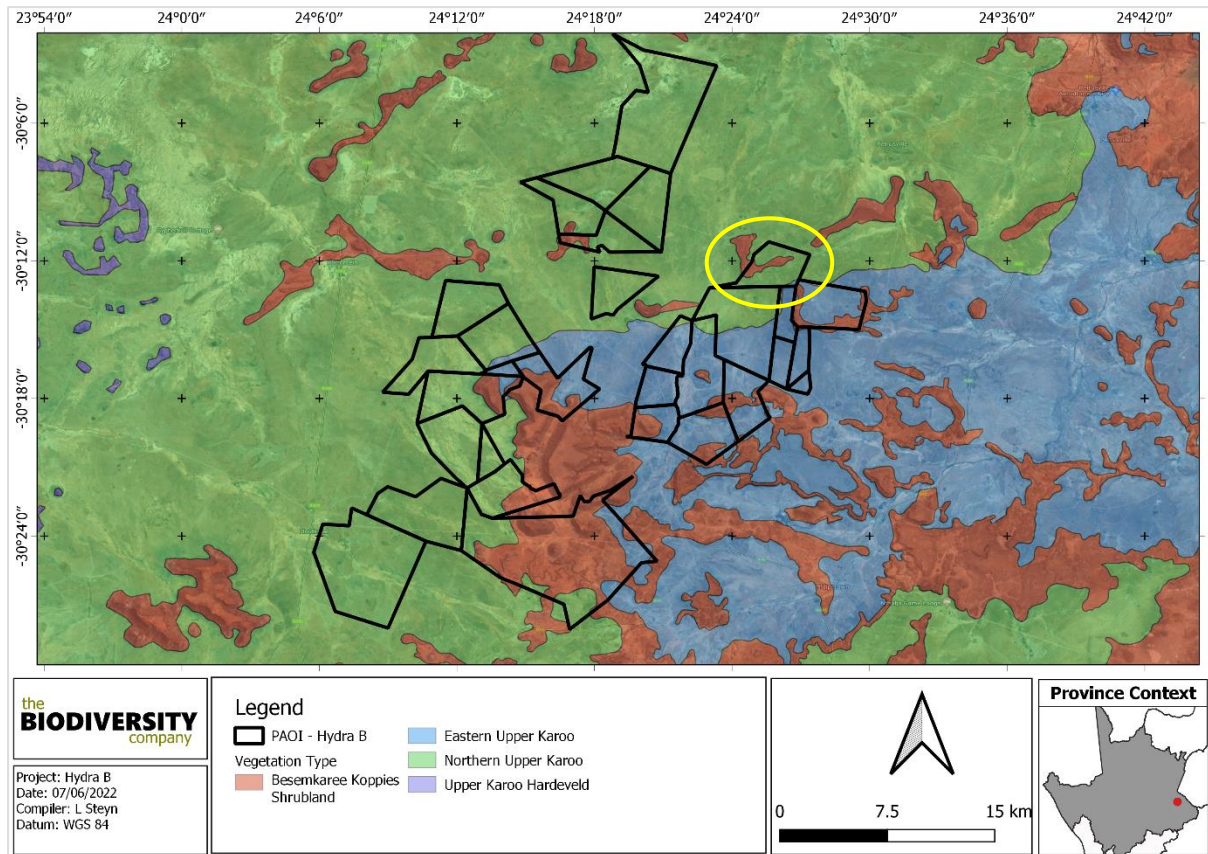 23°54′0″ 24°0′0″ 24°6′0″ 24°12′0″ 24°18′0″ 24°24′0″ 24°30′0″ 24°36′0″ 24°42′0″
-30°6′0″
-30°12′0″
-30°18′0″
-30°24′0″
the
BIODIVERSITY
company
Project: Hydra B
Date: 07/06/2022
Compiler: L Steyn
Datum: WGS 84
Legend
PAOI - Hydra B
Vegetation Type
Besemkaree Koppies
Shrubland
Eastern Upper Karoo
Northern Upper Karoo
Upper Karoo Hardeveld
0 7.5 15 km
Province Context